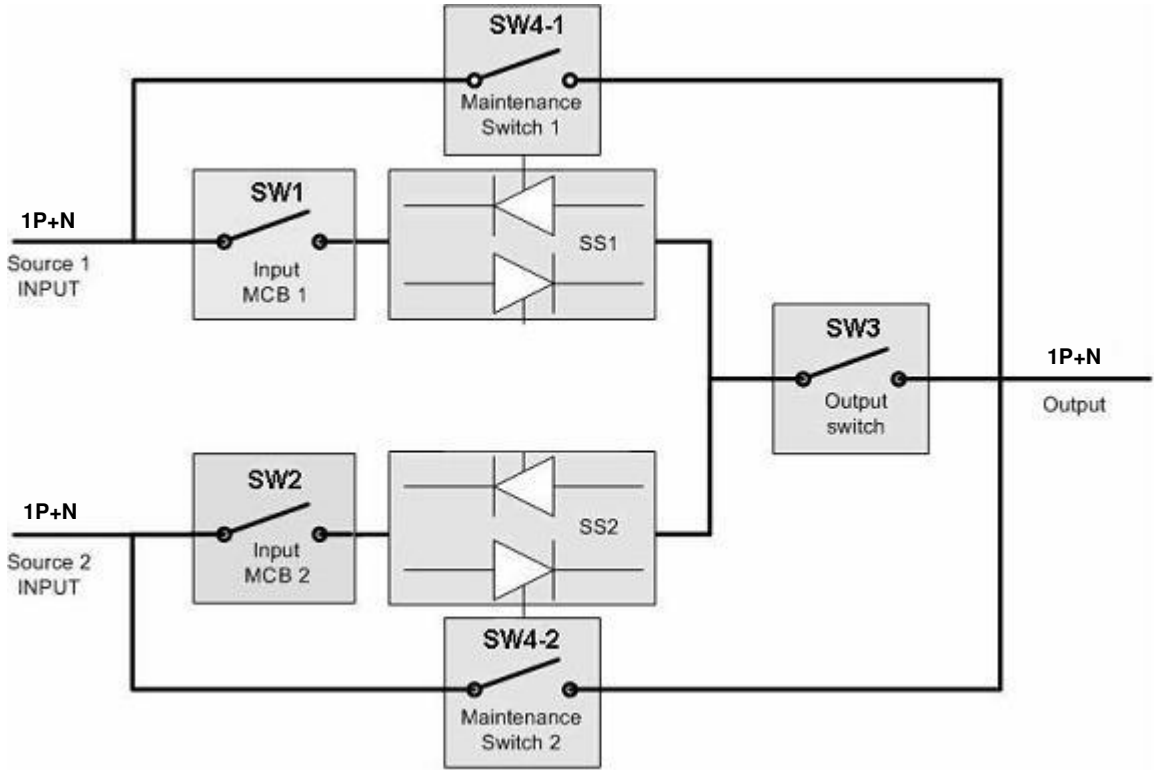 SW4-1
Maintenance
Switch 1
SW1
1P+N
Source 1
INPUT
Input
MCB 1
SS1
SW3
1P+N
Output
switch
Output
SW2
1P+N
Source 2
INPUT
Input
MCB 2
SS2
SW4-2
Maintenance
Switch 2